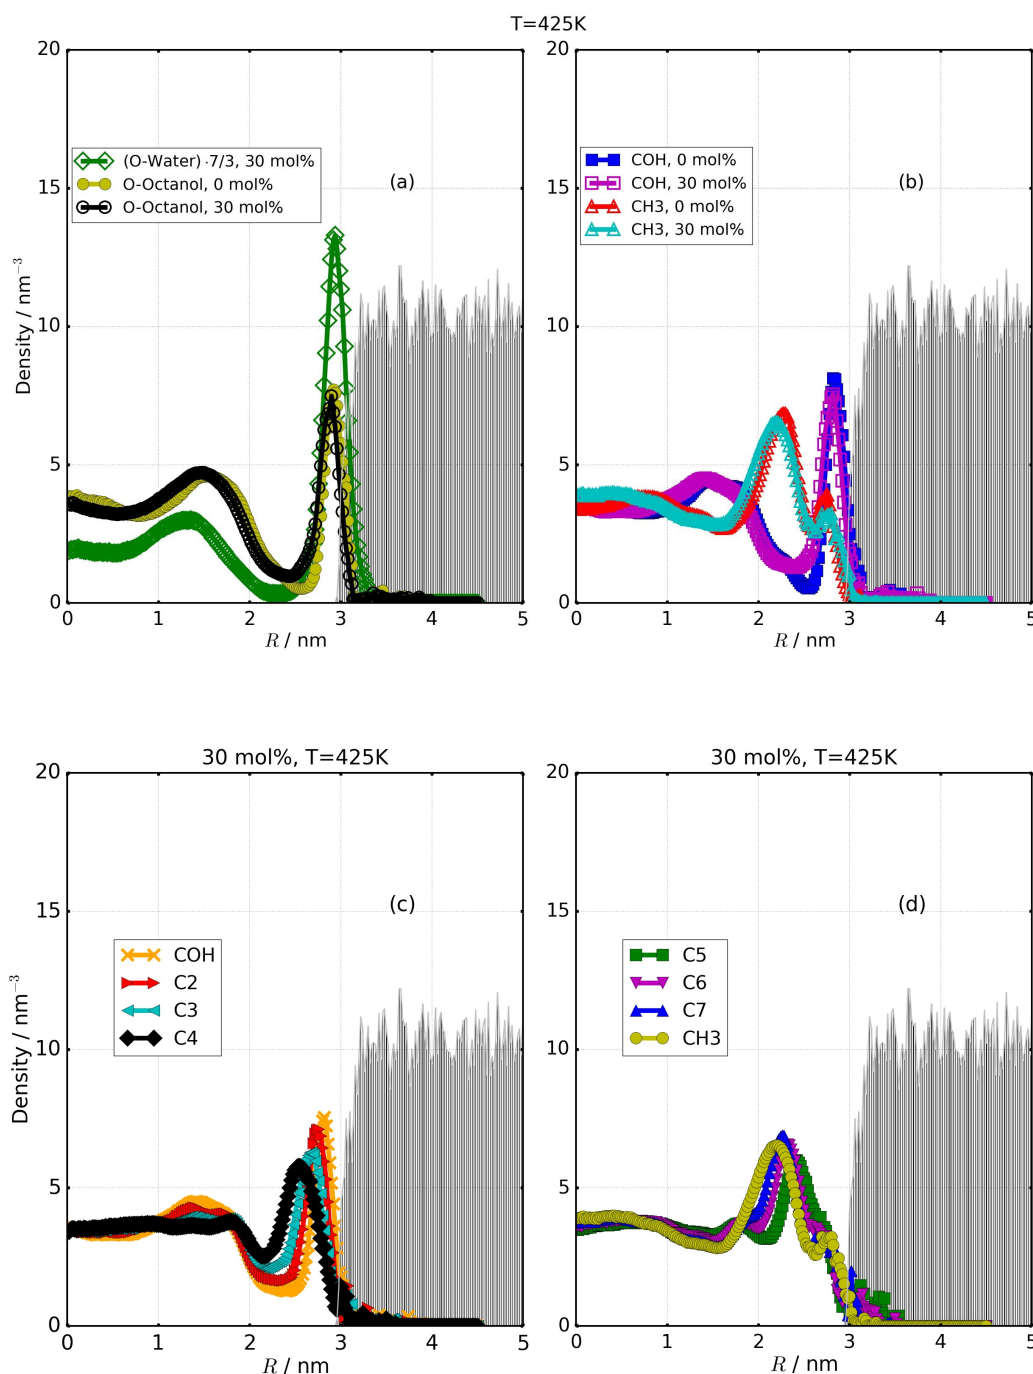 T=425K
20
15
10
5
0
Density / nm⁻³
(O-Water) ·7/3, 30 mol%
O-Octanol, 0 mol%
O-Octanol, 30 mol%
(a)
0 1 2 3 4 5
R / nm
20
15
10
5
0
COH, 0 mol%
COH, 30 mol%
CH3, 0 mol%
CH3, 30 mol%
(b)
0 1 2 3 4 5
R / nm
30 mol%, T=425K
20
15
10
5
0
Density / nm⁻³
(c)
COH
C2
C3
C4
0 1 2 3 4 5
R / nm
30 mol%, T=425K
20
15
10
5
0
(d)
C5
C6
C7
CH3
0 1 2 3 4 5
R / nm